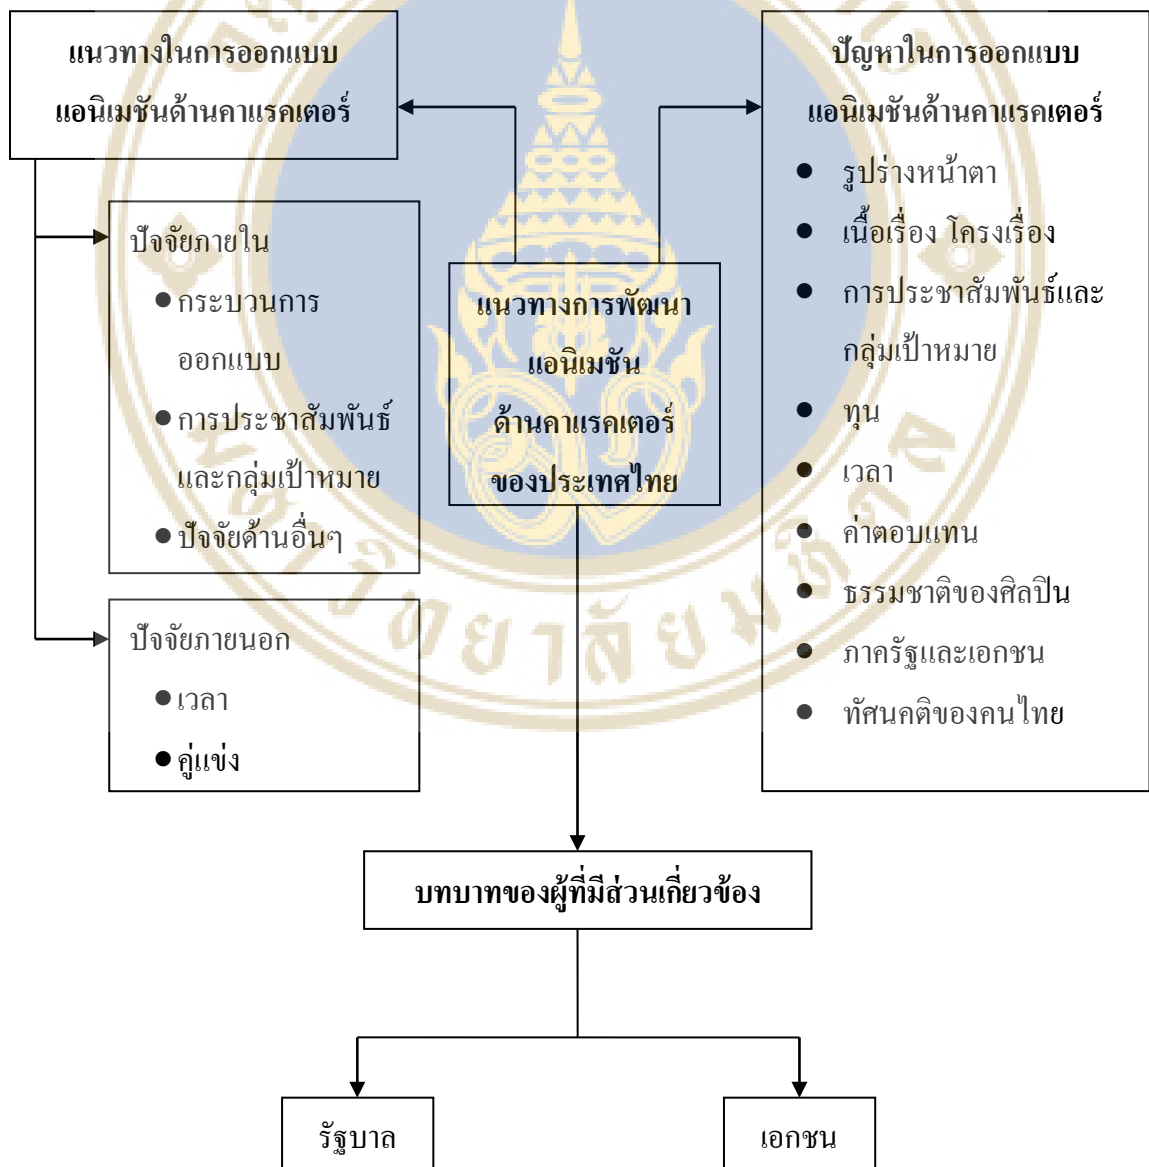 แนวทางในการออกแบบ
แอนิเมชันด้านคาแรคเตอร์
ปัจจัยภายใน
● กระบวนการ
ออกแบบ
● การประชาสัมพันธ์
และกลุ่มเป้าหมาย
● ปัจจัยด้านอื่นๆ
ปัจจัยภายนอก
● เวลา
● คู่แข่ง
แนวทางการพัฒนา
แอนิเมชัน
ด้านคาแรคเตอร์
ของประเทศไทย
ปัญหาในการออกแบบ
แอนิเมชันด้านคาแรคเตอร์
● รูปร่างหน้าตา
● เนื้อเรื่อง โครงเรื่อง
● การประชาสัมพันธ์และ
กลุ่มเป้าหมาย
● ทุน
● เวลา
● ค่าตอบแทน
● ธรรมชาติของศิลปิน
● ภาครัฐและเอกชน
● ทัศนคติของคนไทย
บทบาทของผู้ที่มีส่วนเกี่ยวข้อง
รัฐบาล
เอกชน
มหาวิทยาลัยมหิดล